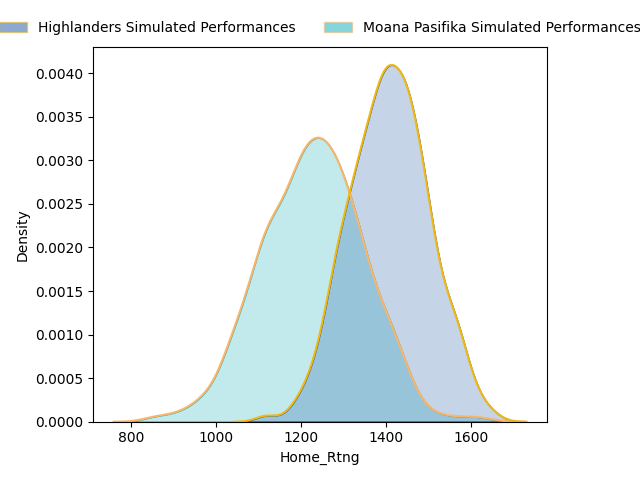 Highlanders Simulated Performances Moana Pasifika Simulated Performances
0.0040
0.0035
0.0030
0.0025
0.0020
0.0015
0.0010
0.0005
0.0000
Density
800 1000 1200 1400 1600
Home_Rtng